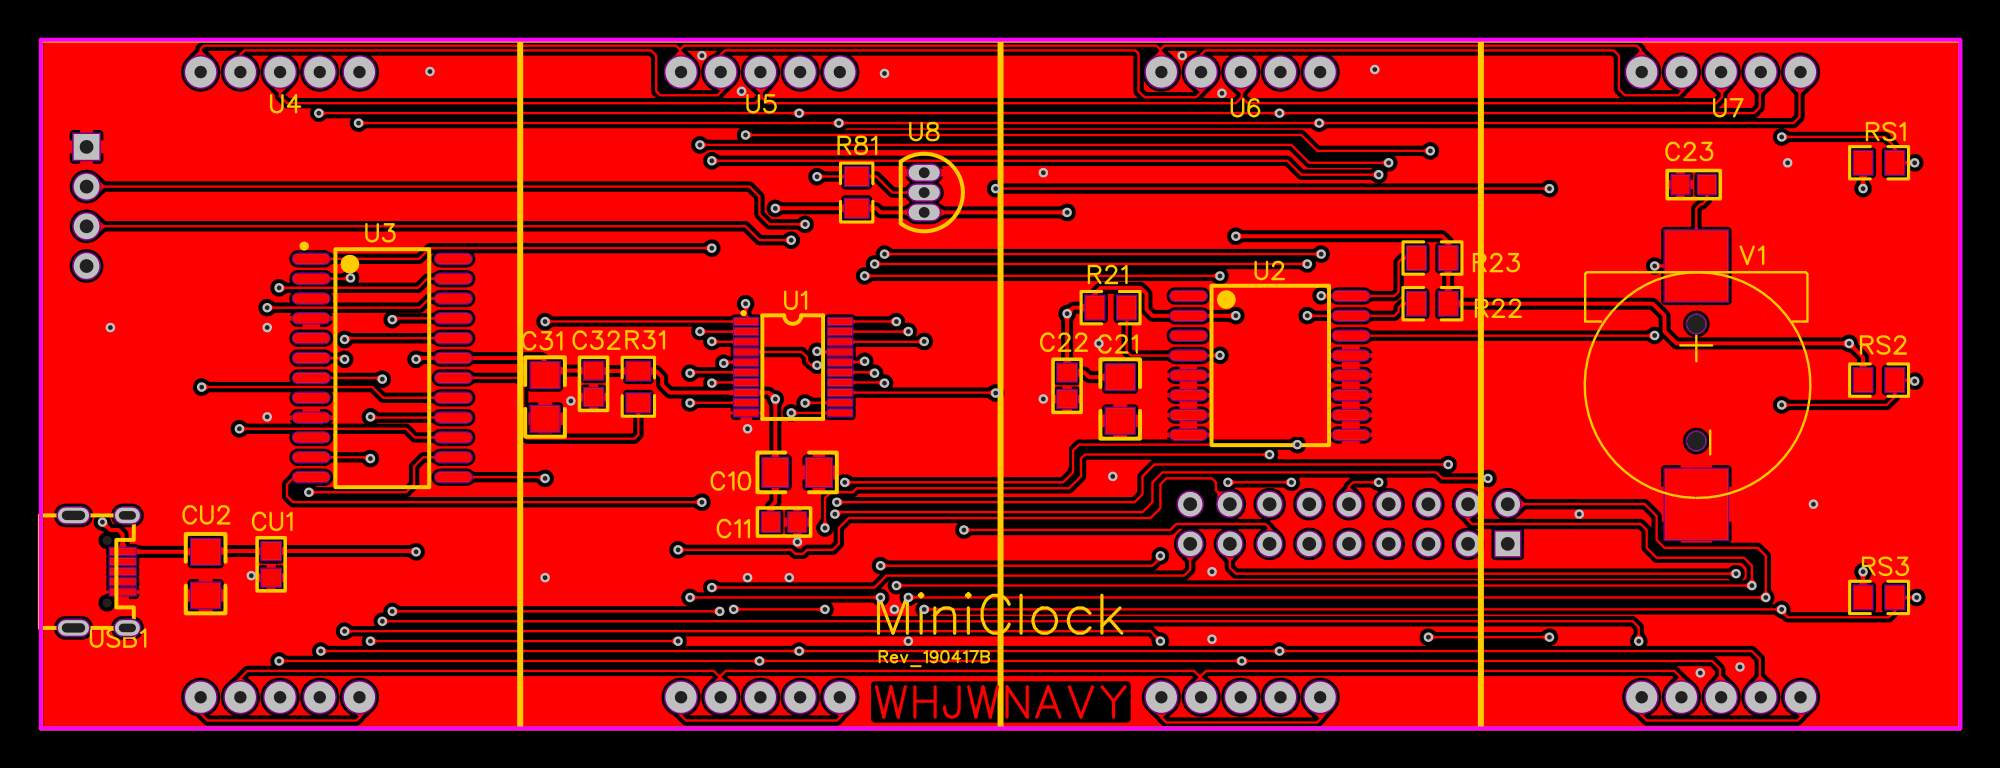 U4
U5
U6
U7
R81
U8
RS1
C23
U3
R21
U2
R23
V1
U1
R22
C31
C32
R31
C22
C21
RS2
C10
CU2
CU1
C11
RS3
MiniClock
USB1
Rev_190417B
WHJWNAVY